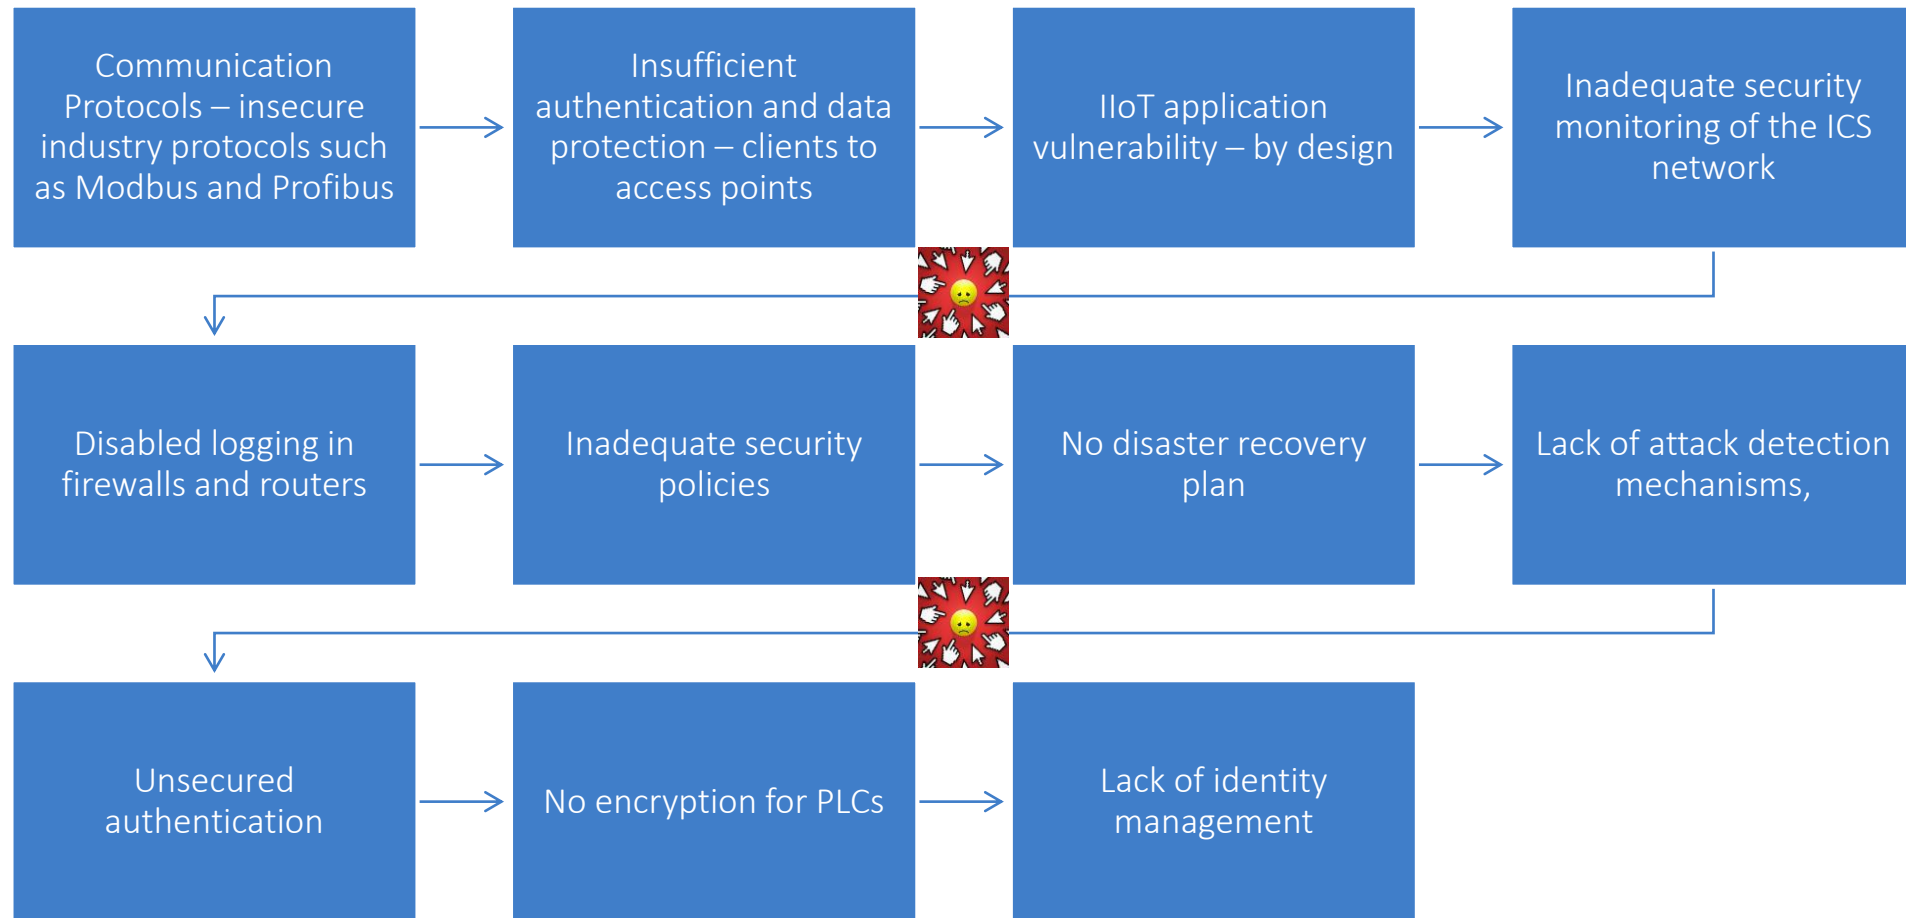 Communication
Protocols – insecure
industry protocols such
as Modbus and Profibus
Insufficient
authentication and data
protection – clients to
access points
IIoT application
vulnerability – by design
Inadequate security
monitoring of the ICS
network
Disabled logging in
firewalls and routers
Inadequate security
policies
No disaster recovery
plan
Lack of attack detection
mechanisms,
Unsecured
authentication
No encryption for PLCs
Lack of identity
management